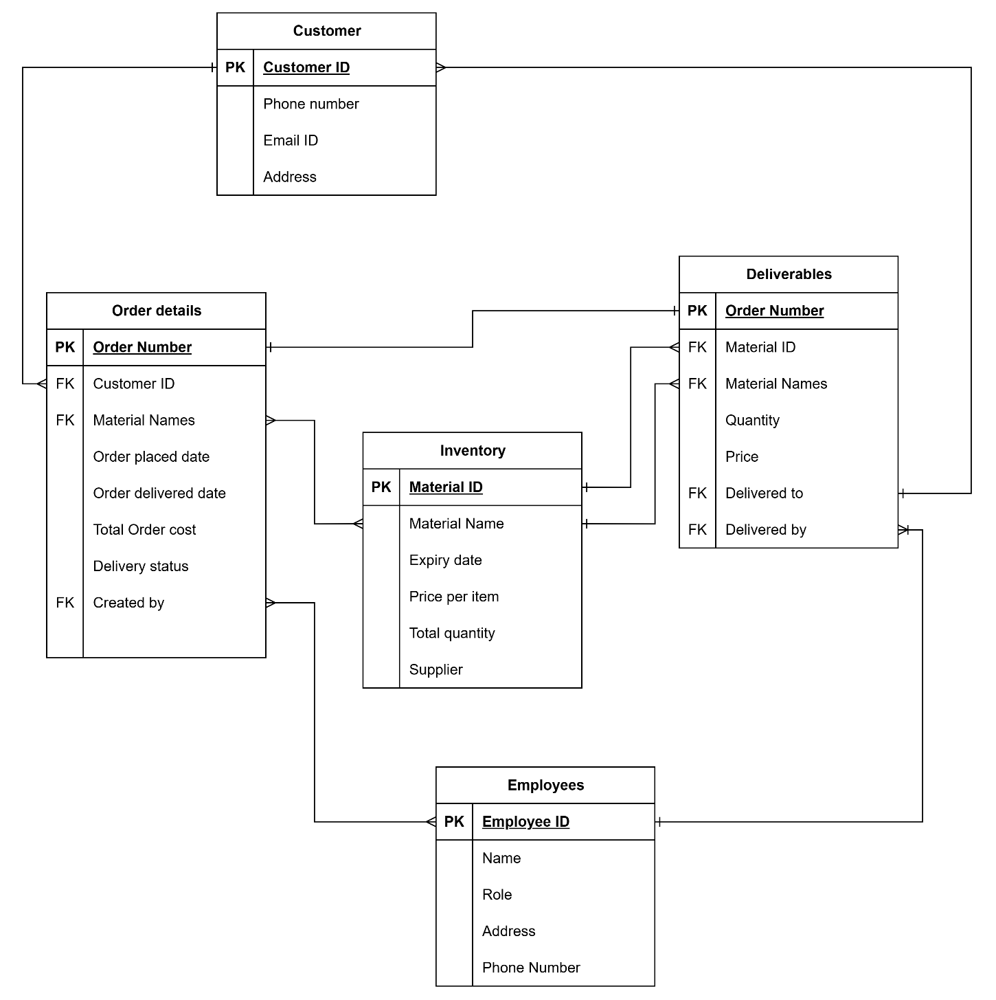 Customer
PK Customer ID
Phone number
Email ID
Address
Deliverables
PK Order Number
FK Material ID
FK Material Names
Quantity
Price
FK Delivered to
FK Delivered by
Order details
PK Order Number
FK Customer ID
FK Material Names
Order placed date
Order delivered date
Total Order cost
Delivery status
FK Created by
Inventory
PK Material ID
Material Name
Expiry date
Price per item
Total quantity
Supplier
Employees
PK Employee ID
Name
Role
Address
Phone Number